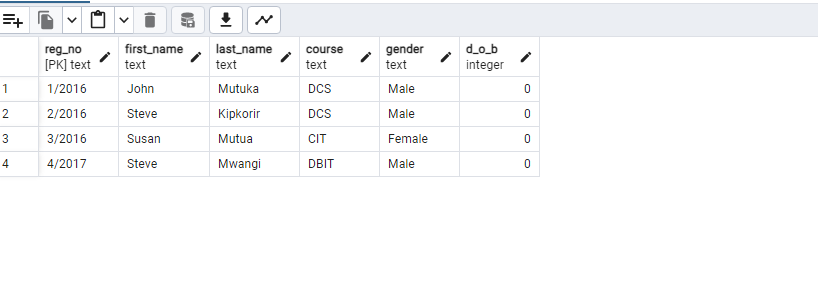 reg_no first_name last_name course gender d_o_b
[PK] text text text text text integer
1 1/2016 John Mutuka DCS Male 0
2 2/2016 Steve Kipkorir DCS Male 0
3 3/2016 Susan Mutua CIT Female 0
4 4/2017 Steve Mwangi DBIT Male 0